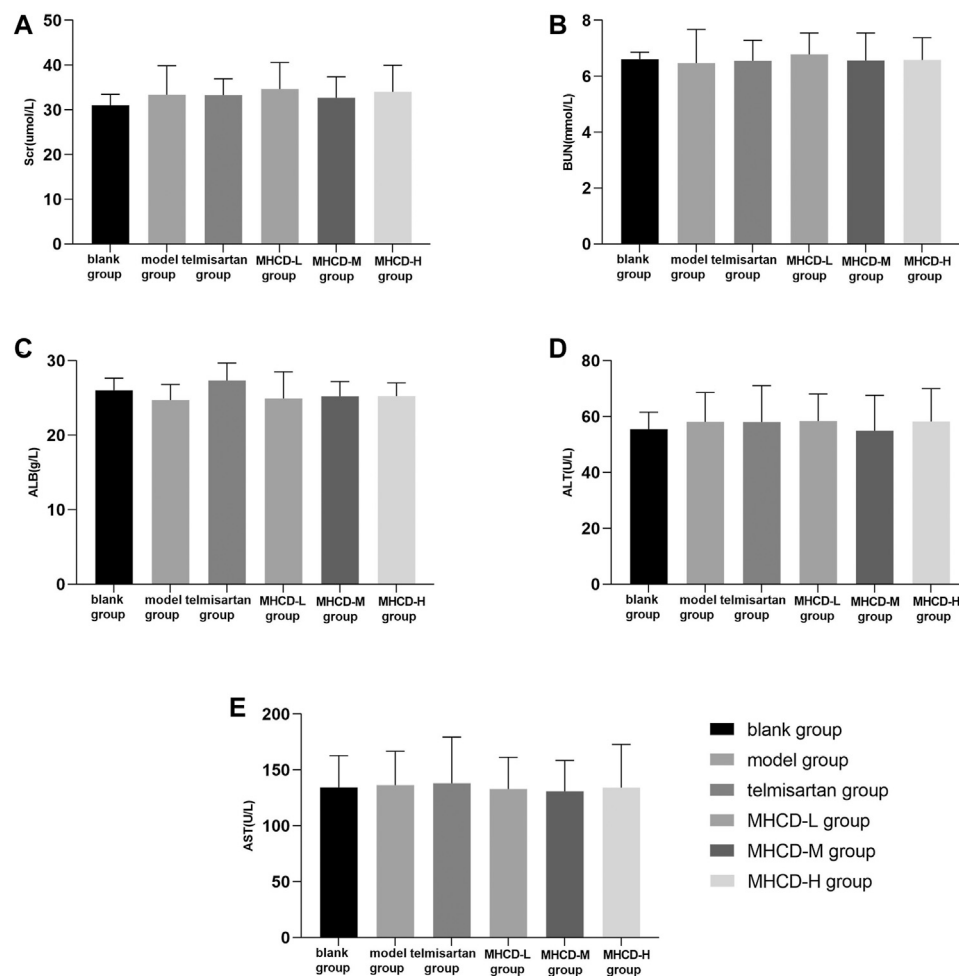 A
Scr(umol/L)
50
40
30
20
10
0
blank group
model group
telmisartan group
MHCD-L group
MHCD-M group
MHCD-H group
B
BUN(mmol/L)
8
6
4
2
0
blank group
model group
telmisartan group
MHCD-L group
MHCD-M group
MHCD-H group
C
ALB(g/L)
30
20
10
0
blank group
model group
telmisartan group
MHCD-L group
MHCD-M group
MHCD-H group
D
ALT(U/L)
80
60
40
20
0
blank group
model group
telmisartan group
MHCD-L group
MHCD-M group
MHCD-H group
E
AST(U/L)
200
150
100
50
0
blank group
model group
telmisartan group
MHCD-L group
MHCD-M group
MHCD-H group
blank group
model group
telmisartan group
MHCD-L group
MHCD-M group
MHCD-H group